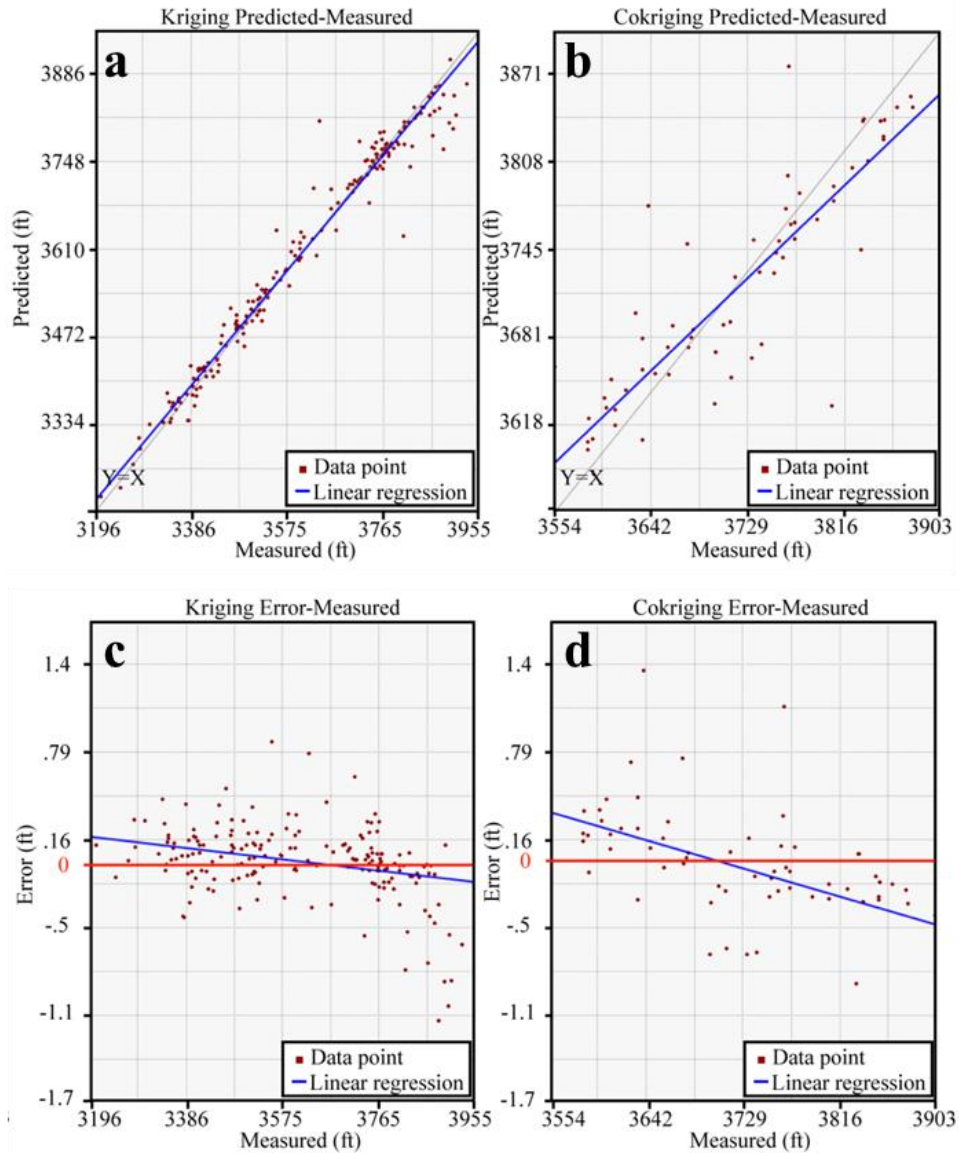 Kriging Predicted-Measured
a
3886
3748
3610
3472
3334
Predicted (ft)
Y=X
Data point
Linear regression
3196 3386 3575 3765 3955
Measured (ft)
Cokriging Predicted-Measured
b
3871
3808
3745
3681
3618
Predicted (ft)
Y=X
Data point
Linear regression
3554 3642 3729 3816 3903
Measured (ft)
Kriging Error-Measured
c
1.4
.79
.16
0
-.5
-1.1
-1.7
Error (ft)
Data point
Linear regression
3196 3386 3575 3765 3955
Measured (ft)
Cokriging Error-Measured
d
1.4
.79
.16
0
-.5
-1.1
-1.7
Error (ft)
Data point
Linear regression
3554 3642 3729 3816 3903
Measured (ft)